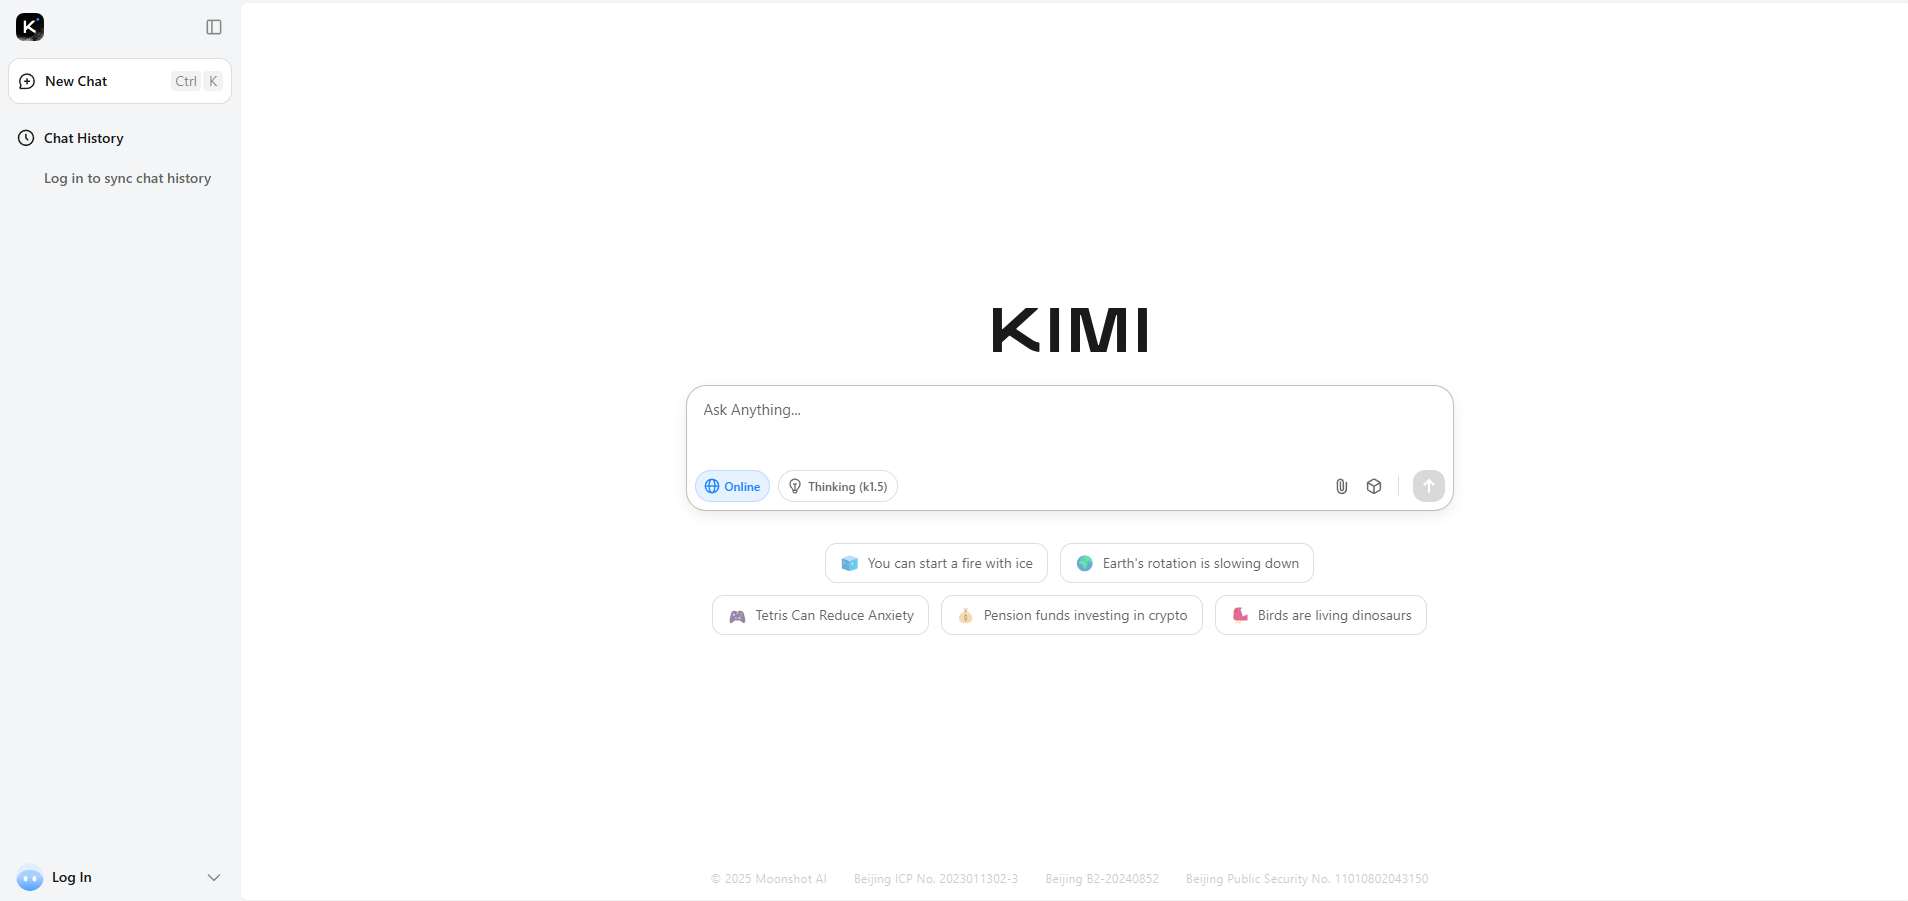 K
New Chat Ctrl K
Chat History
Log in to sync chat history
KIMI
Ask Anything...
Online Thinking (k1.5)
You can start a fire with ice Earth's rotation is slowing down
Tetris Can Reduce Anxiety Pension funds investing in crypto Birds are living dinosaurs
Log In
© 2025 Moonshot AI Beijing ICP No. 2023011302-3 Beijing B2-20240852 Beijing Public Security No. 11010802043150